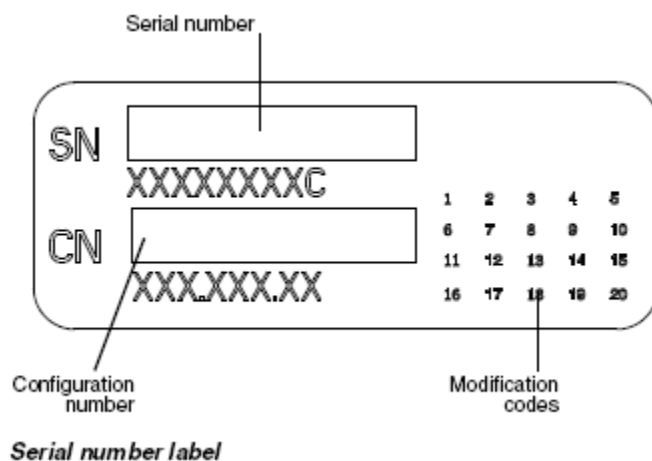 Serial number
SN
XXXXXXXXC
CN
XXX.XXX.XX
1 2 3 4 5
6 7 8 9 10
11 12 13 14 15
16 17 18 19 20
Configuration
number
Modification
codes
Serial number label